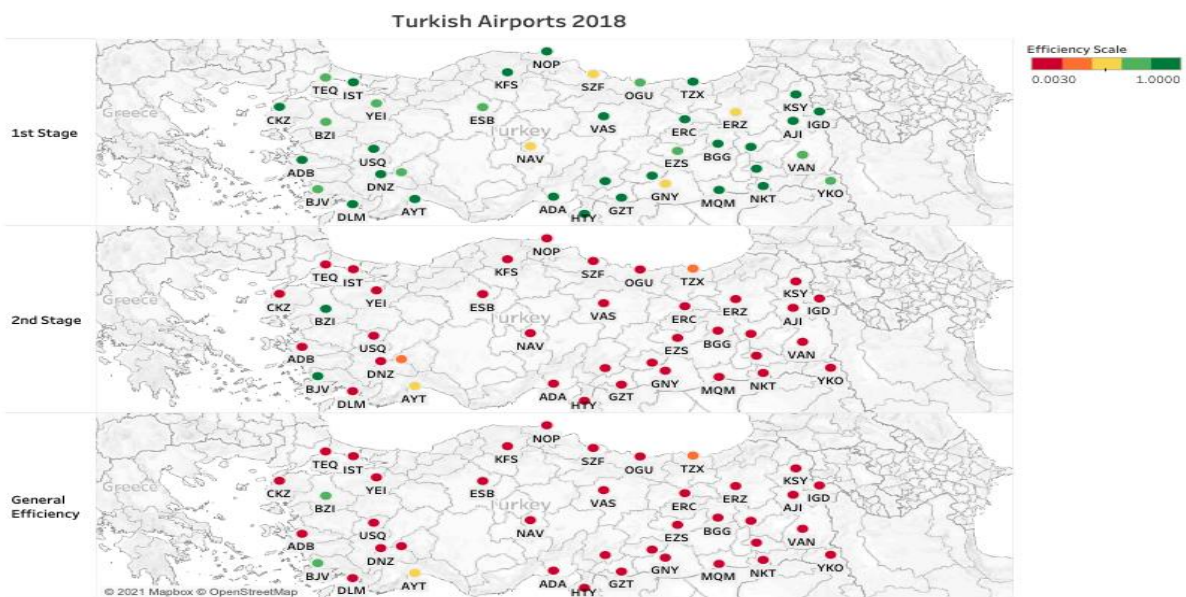 Turkish Airports 2018
Efficiency Scale
0.0030 1.0000
1st Stage
Greece
Turkey
NOP
KFS
SZF
OGU
TZX
TEQ
IST
CKZ
YEI
BZI
ESB
VAS
ERC
ERZ
KSY
IGD
AJI
NAV
USQ
EZS
BGG
VAN
ADB
DNZ
BJV
DLM
AYT
ADA
HTY
GZT
GNY
MQM
NKT
YKO
2nd Stage
Greece
Turkey
NOP
KFS
SZF
OGU
TZX
TEQ
IST
CKZ
YEI
BZI
ESB
VAS
ERC
ERZ
KSY
IGD
AJI
NAV
USQ
EZS
BGG
VAN
ADB
DNZ
BJV
DLM
AYT
ADA
HTY
GZT
GNY
MQM
NKT
YKO
General
Efficiency
Greece
Turkey
NOP
KFS
SZF
OGU
TZX
TEQ
IST
CKZ
YEI
BZI
ESB
VAS
ERC
ERZ
KSY
IGD
AJI
NAV
USQ
EZS
BGG
VAN
ADB
DNZ
BJV
DLM
AYT
ADA
HTY
GZT
GNY
MQM
NKT
YKO
© 2021 Mapbox © OpenStreetMap